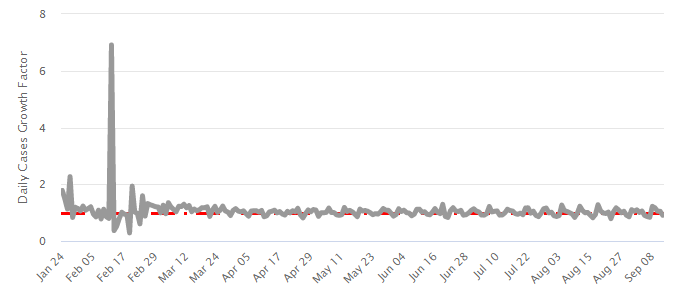 Daily Cases Growth Factor
8
6
4
2
0
Jan 24
Feb 05
Feb 17
Feb 29
Mar 12
Mar 24
Apr 05
Apr 17
Apr 29
May 11
May 23
Jun 04
Jun 16
Jun 28
Jul 10
Jul 22
Aug 03
Aug 15
Aug 27
Sep 08